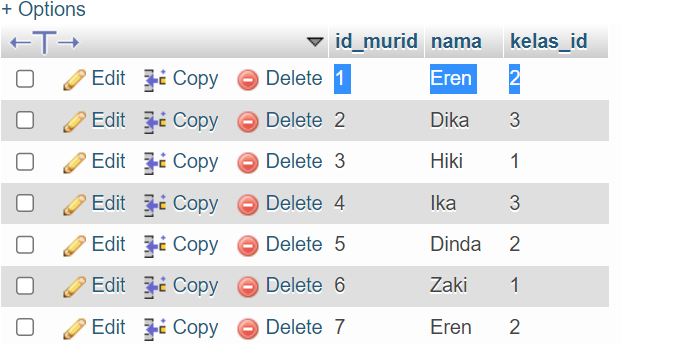 + Options
←T→ id_murid nama kelas_id
Edit Copy Delete 1 Eren 2
Edit Copy Delete 2 Dika 3
Edit Copy Delete 3 Hiki 1
Edit Copy Delete 4 Ika 3
Edit Copy Delete 5 Dinda 2
Edit Copy Delete 6 Zaki 1
Edit Copy Delete 7 Eren 2